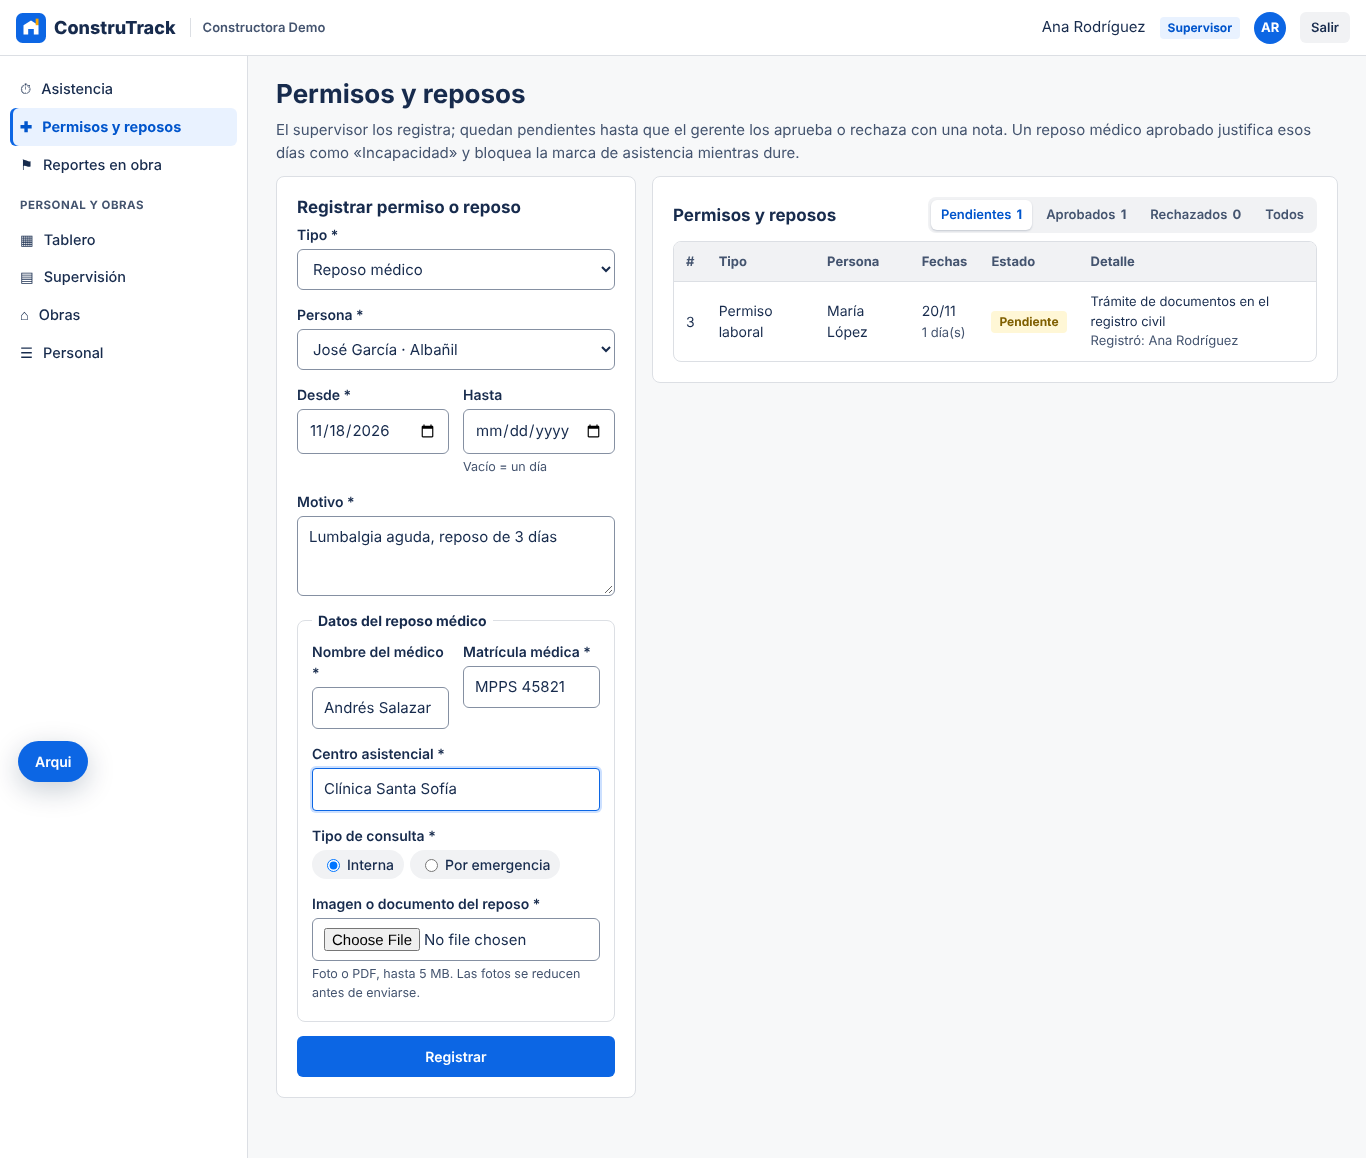 ConstruTrack
Constructora Demo
Ana Rodríguez
Supervisor
AR
Salir
Asistencia
Permisos y reposos
Reportes en obra
PERSONAL Y OBRAS
Tablero
Supervisión
Obras
Personal
Arqui
Permisos y reposos
El supervisor los registra; quedan pendientes hasta que el gerente los aprueba o rechaza con una nota. Un reposo médico aprobado justifica esos
días como «Incapacidad» y bloquea la marca de asistencia mientras dure.
Registrar permiso o reposo
Tipo *
Reposo médico
Persona *
José García · Albañil
Desde *
Hasta
11/18/2026
mm/dd/yyyy
Vacío = un día
Motivo *
Lumbalgia aguda, reposo de 3 días
Datos del reposo médico
Nombre del médico
*
Matrícula médica *
Andrés Salazar
MPPS 45821
Centro asistencial *
Clínica Santa Sofía
Tipo de consulta *
Interna
Por emergencia
Imagen o documento del reposo *
Choose File No file chosen
Foto o PDF, hasta 5 MB. Las fotos se reducen
antes de enviarse.
Registrar
Permisos y reposos
Pendientes 1
Aprobados 1
Rechazados 0
Todos
# Tipo Persona Fechas Estado Detalle
3
Permiso
laboral
María
López
20/11
1 día(s)
Pendiente
Trámite de documentos en el
registro civil
Registró: Ana Rodríguez